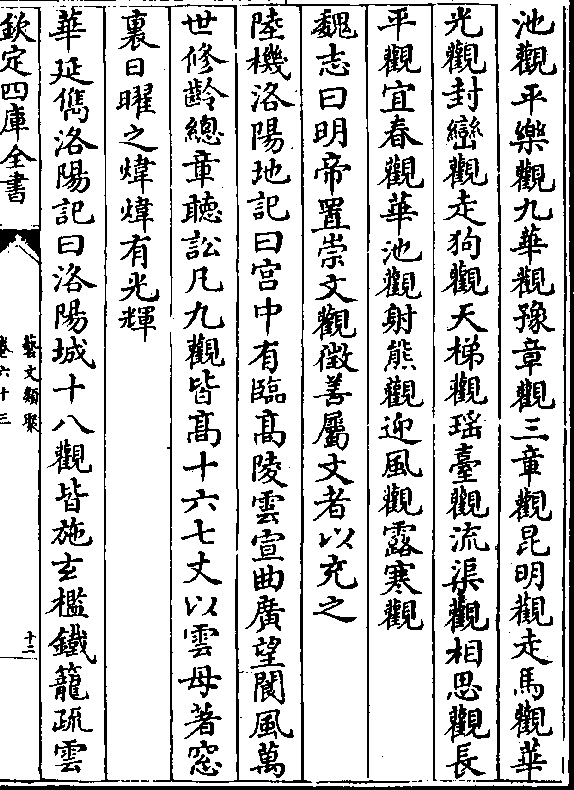 池觀平樂觀九華觀豫章觀三章觀昆明觀走馬觀華
光觀封巒觀走狗觀天梯觀瑶臺觀流渠觀相思觀長
平觀宜春觀華池觀射熊觀迎風觀露寒觀
魏志曰明帝置崇文觀徴善屬文者以充之
陸機洛陽地記曰宫中有臨髙陵雲宣曲廣望閬風萬
世修齡總章聽訟凡九觀皆髙十六七丈以雲母著窓
裏日曜之煒煒有光輝
華延儁洛陽記曰洛陽城十八觀皆施玄檻鐵籠疏雲
欽定四庫全書
藝文類聚
卷六十三
十二